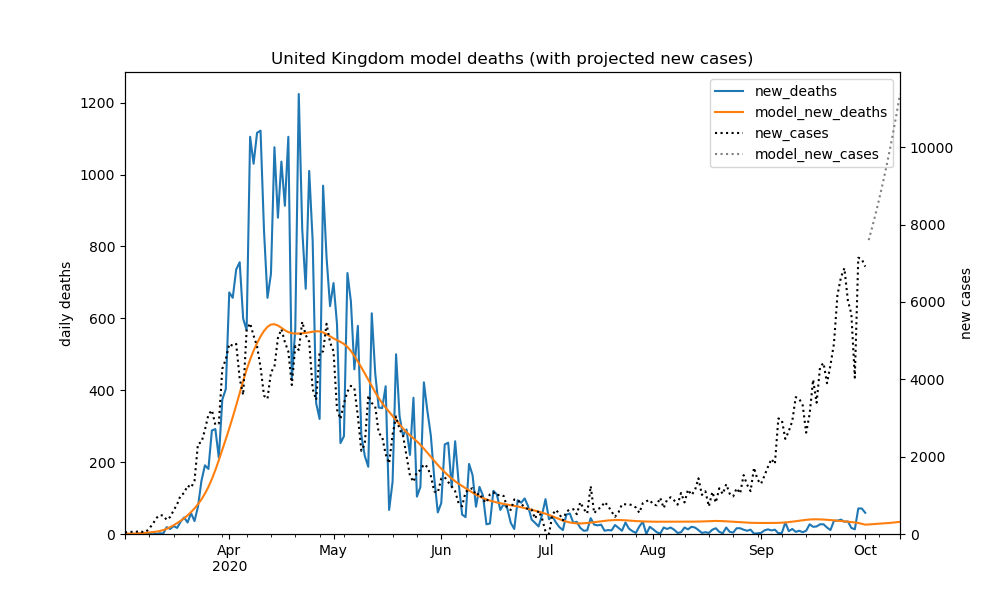 United Kingdom model deaths (with projected new cases)
new_deaths
model_new_deaths
new_cases
model_new_cases
1200
1000
800
600
400
200
0
daily deaths
10000
8000
6000
4000
2000
0
new cases
Apr
2020
May
Jun
Jul
Aug
Sep
Oct